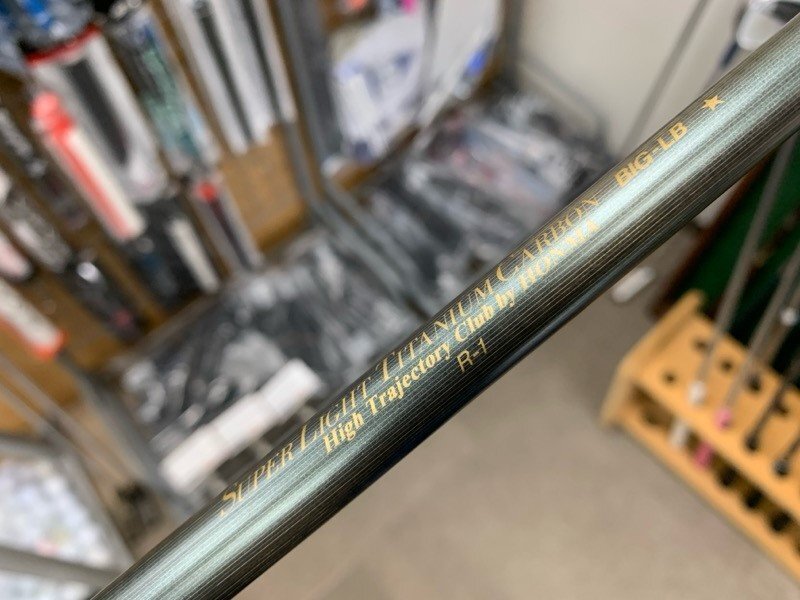 SUPER LIGHT TITANIUM CARBON BIG-LB ★
High Trajectory Club by HONMA
R-1